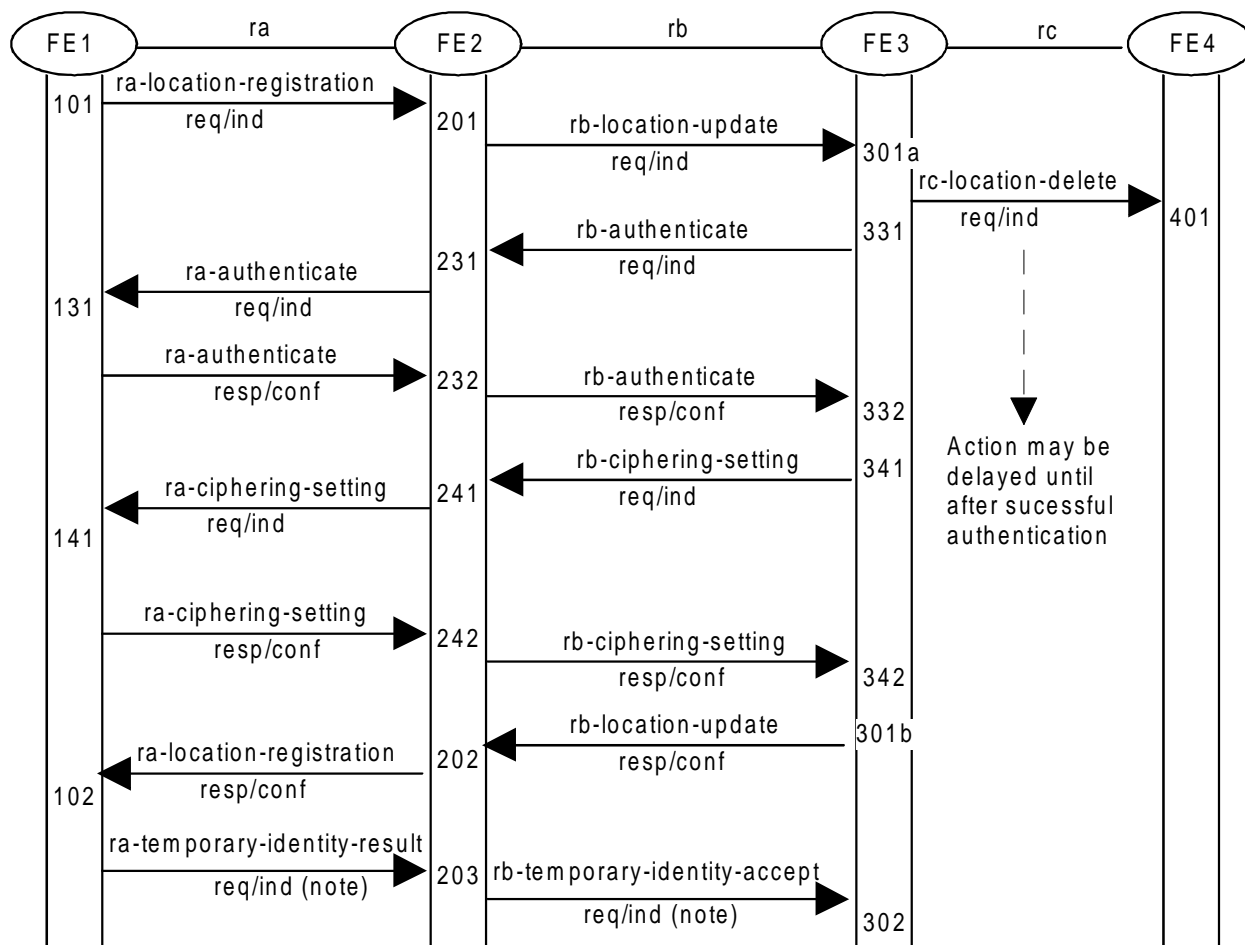 FE1
ra
FE2
rb
FE3
rc
FE4
ra-location-registration
101
req/ind
201
rb-location-update
req/ind
301a
rc-location-delete
req/ind
401
331
rb-authenticate
req/ind
231
ra-authenticate
req/ind
131
ra-authenticate
resp/conf
232
rb-authenticate
resp/conf
332
Action may be
delayed until
after sucessful
authentication
rb-ciphering-setting
341
req/ind
241
ra-ciphering-setting
req/ind
141
ra-ciphering-setting
resp/conf
242
rb-ciphering-setting
resp/conf
342
rb-location-update
301b
resp/conf
202
ra-location-registration
resp/conf
102
ra-temporary-identity-result
req/ind (note)
203
rb-temporary-identity-accept
req/ind (note)
302